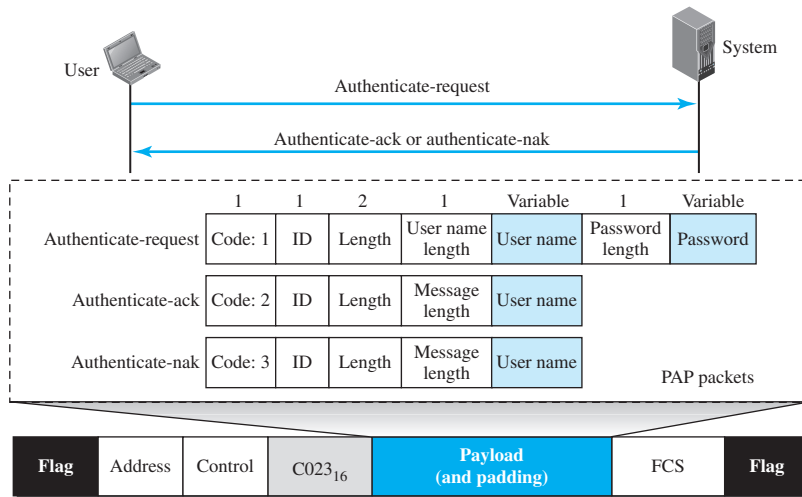 User
System
Authenticate-request
Authenticate-ack or authenticate-nak
1 1 2 1 Variable 1 Variable
Authenticate-request Code: 1 ID Length User name length User name Password length Password
Authenticate-ack Code: 2 ID Length Message length User name
Authenticate-nak Code: 3 ID Length Message length User name
PAP packets
Flag Address Control C023₁₆ Payload (and padding) FCS Flag